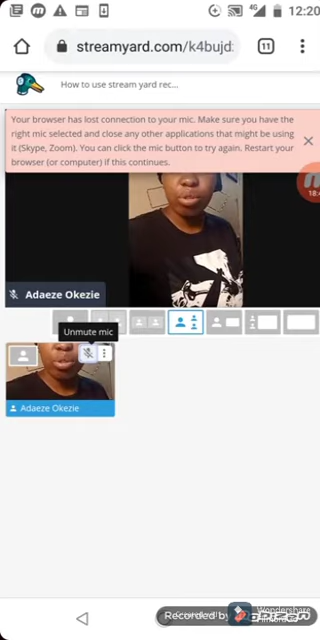 4G 12:20
streamyard.com/k4bujd:
11
How to use stream yard rec...
Your browser has lost connection to your mic. Make sure you have the
right mic selected and close any other applications that might be using
it (Skype, Zoom). You can click the mic button to try again. Restart your
browser (or computer) if this continues.
Adaeze Okezie
Unmute mic
Adaeze Okezie
Recorded by
Wondershare